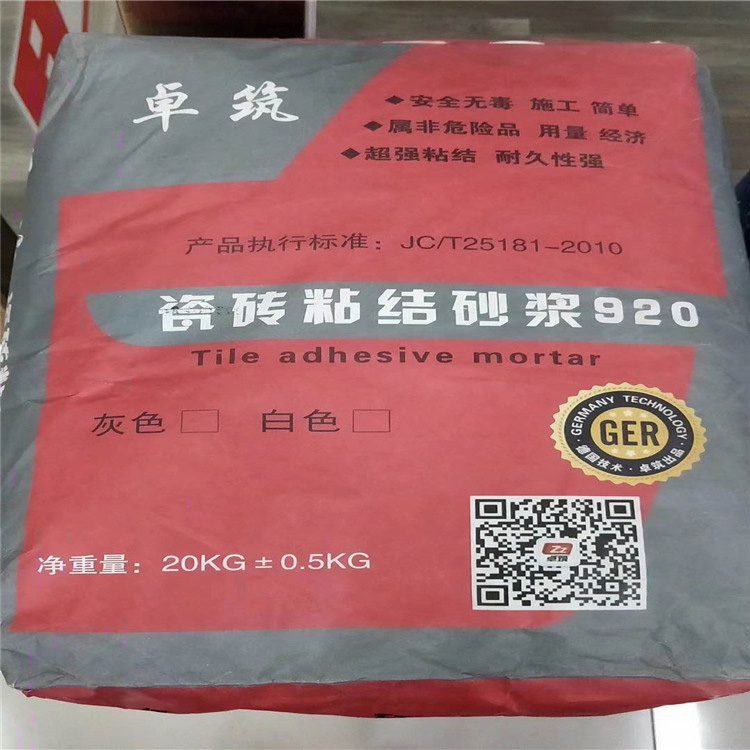 卓筑
◆安全无毒 施工 简单
◆属非危险品 用量 经济
◆超强粘结 耐久性强
产品执行标准：JC/T25181-2010
瓷砖粘结砂浆920
Tile adhesive mortar
灰色□ 白色□
GERMANY TECHNOLOGY
GER
德国技术·卓筑出品
净重量：20KG±0.5KG
Zz
卓筑